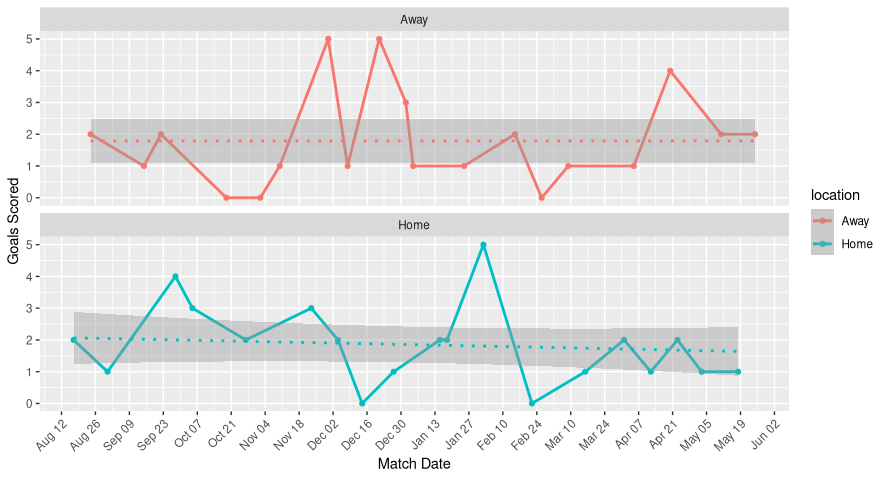 Away
5
4
3
2
1
0
Home
5
4
3
2
1
0
Goals Scored
Aug 12 Aug 26 Sep 09 Sep 23 Oct 07 Oct 21 Nov 04 Nov 18 Dec 02 Dec 16 Dec 30 Jan 13 Jan 27 Feb 10 Feb 24 Mar 10 Mar 24 Apr 07 Apr 21 May 05 May 19 Jun 02
Match Date
location
Away
Home